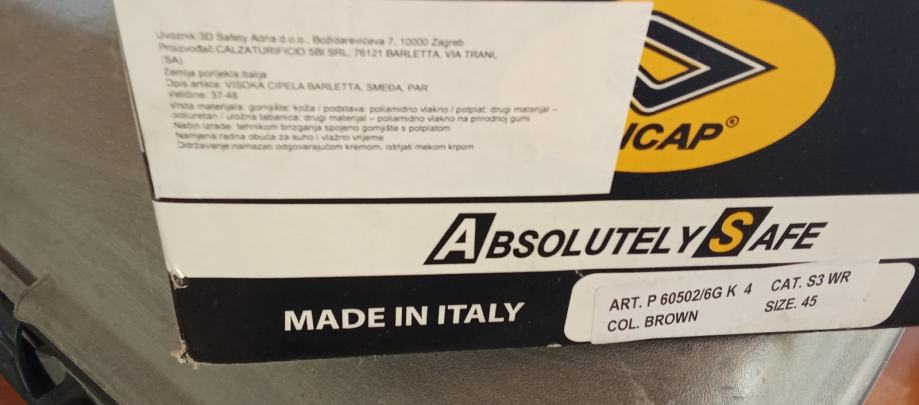 Uvoznik:3D Safety Adria d.o.o., Božidarevićeva 7, 10000 Zagreb
Proizvođač:CALZATURIFICIO SBI SRL, 76121 BARLETTA, VIA TRANI,
(SA)
Zemlja porijekla:Italija
Opis artikla: VISOKA CIPELA BARLETTA, SMEĐA, PAR
Veličine: 37-48
Vrsta materijala: gornjište: koža / podstava: poliamidno vlakno / potplat: drugi materijal –
poliuretan / uložna tabanica: drugi materijal – poliamidno vlakno na prirodnoj gumi
Način izrade: tehnikom brizganja spojeno gornjište s potplatom
Namjena:radna obuća za suho i vlažno vrijeme
Održavanje:namazati odgovarajućom kremom, istrljati mekom krpom
CAP®
ABSOLUTELY SAFE
MADE IN ITALY
ART. P 60502/6G K 4 CAT. S3 WR
COL. BROWN SIZE. 45